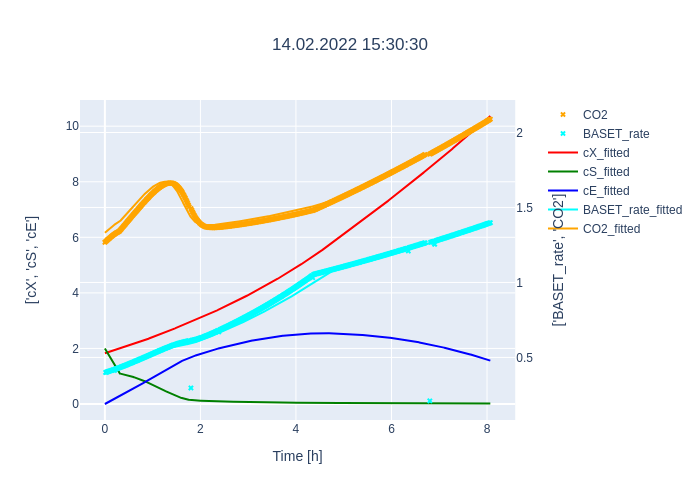 14.02.2022 15:30:30
10
8
6
4
2
0
['cX', 'cS', 'cE']
0
2
4
6
8
Time [h]
2
1.5
1
0.5
['BASET_rate', 'CO2']
CO2
BASET_rate
cX_fitted
cS_fitted
cE_fitted
BASET_rate_fitted
CO2_fitted